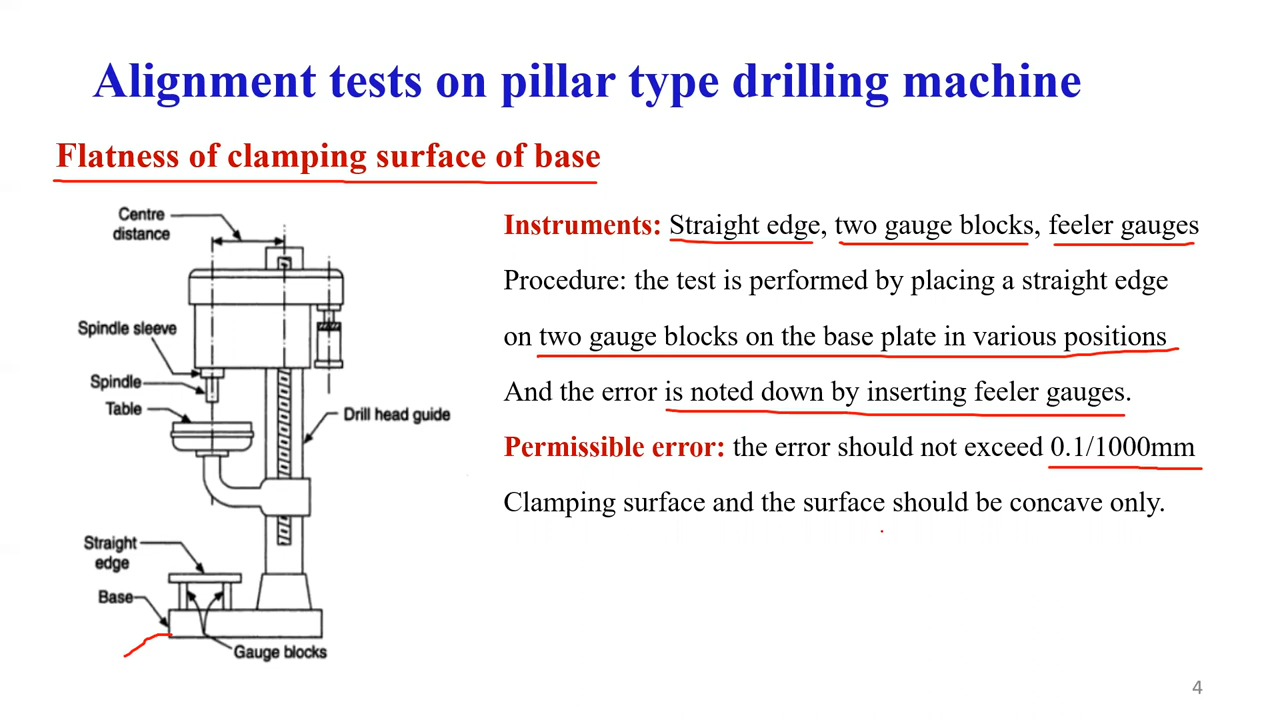 Alignment tests on pillar type drilling machine
Flatness of clamping surface of base
Centre
distance
Spindle sleeve
Spindle
Table
Drill head guide
Straight
edge
Base
Gauge blocks
Instruments: Straight edge, two gauge blocks, feeler gauges
Procedure: the test is performed by placing a straight edge
on two gauge blocks on the base plate in various positions
And the error is noted down by inserting feeler gauges.
Permissible error: the error should not exceed 0.1/1000mm
Clamping surface and the surface should be concave only.
4